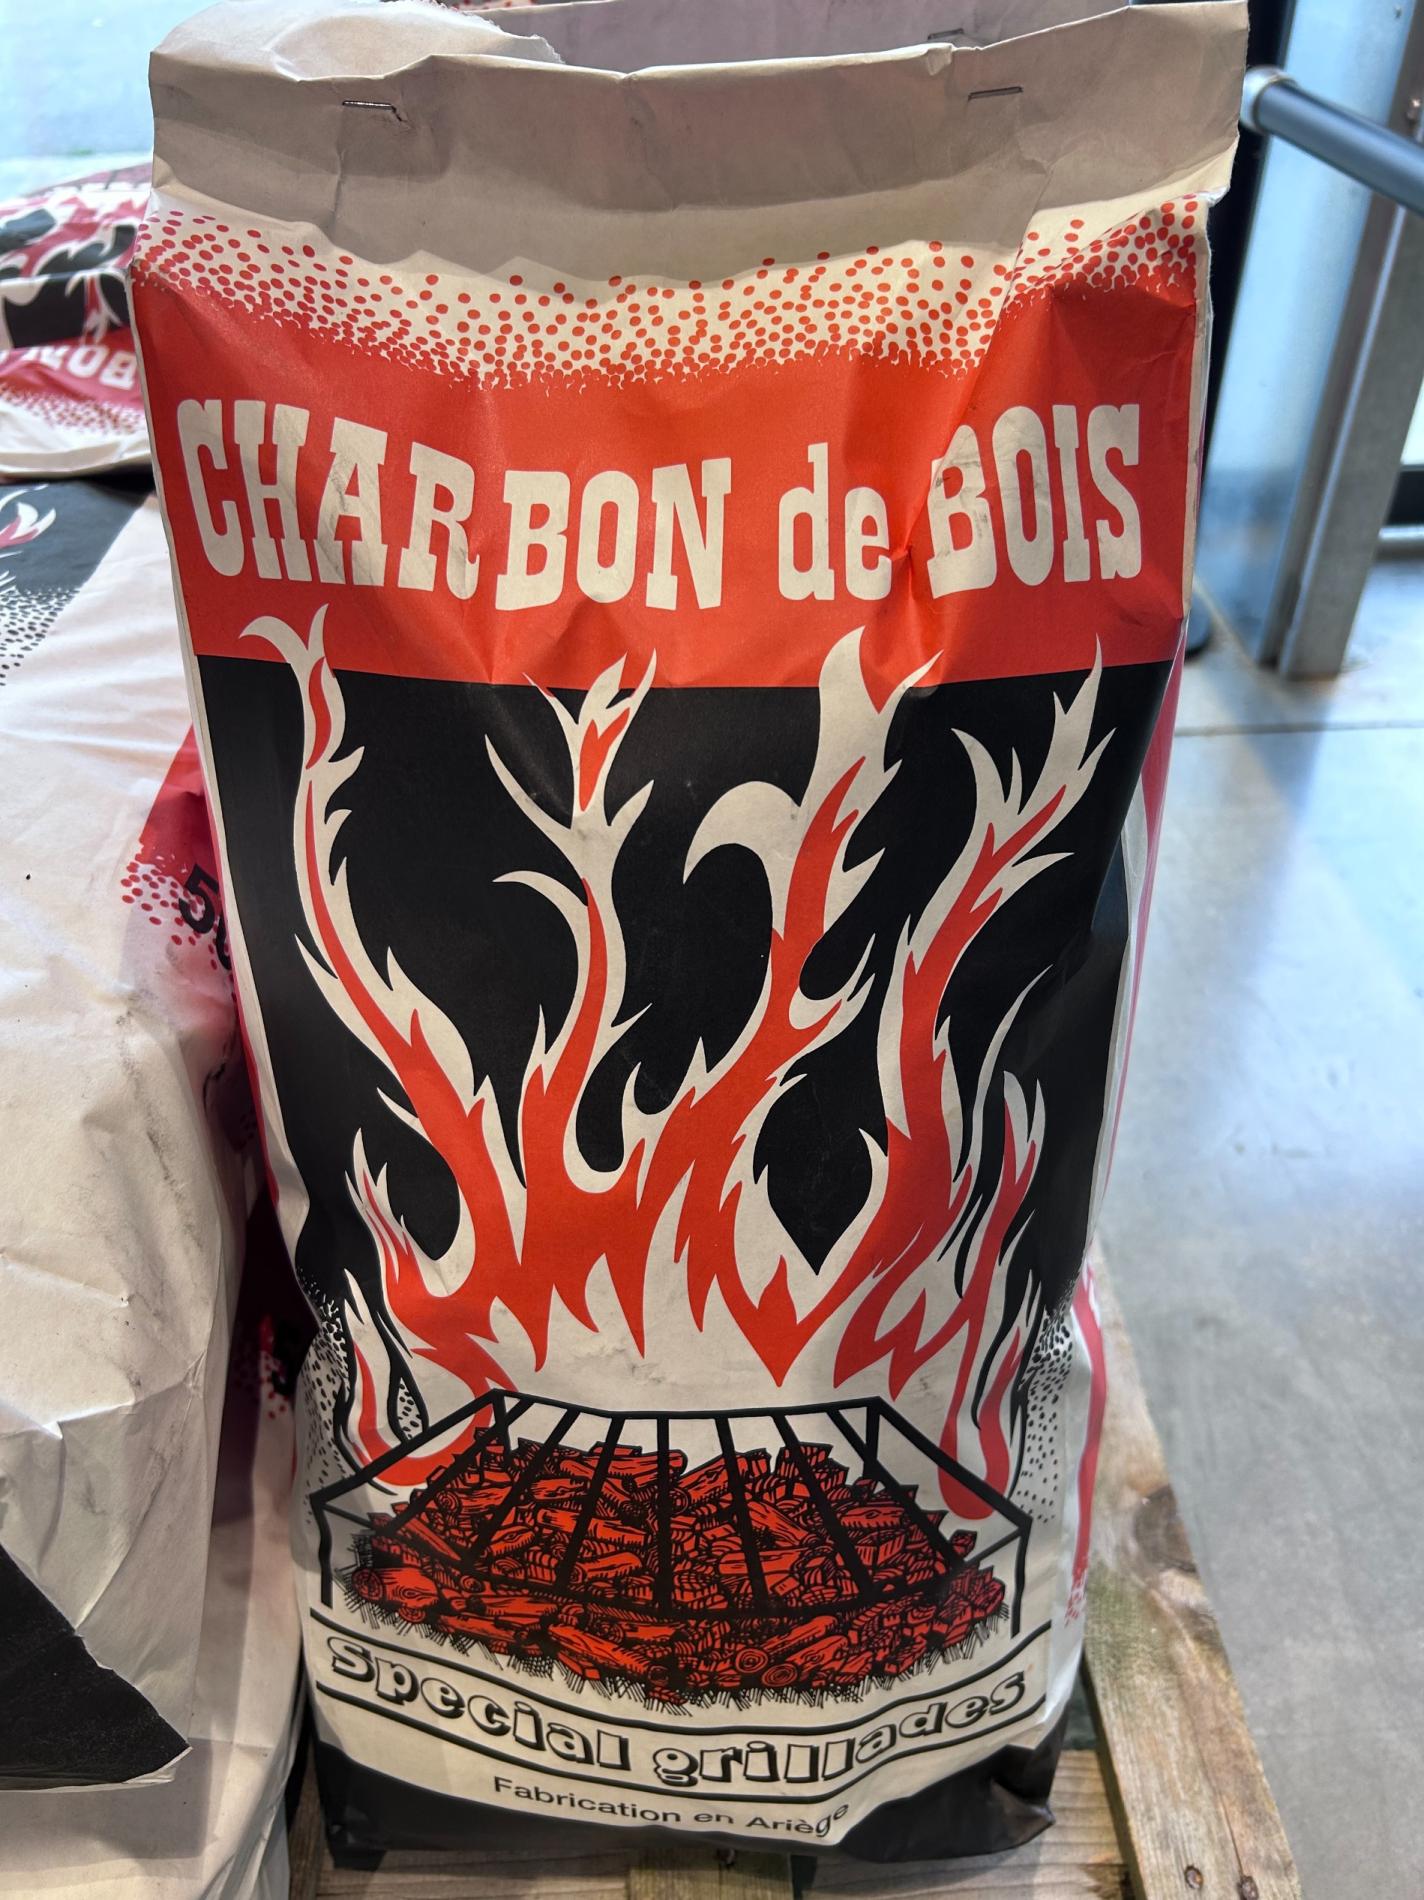 CHARBON de BOIS
Special grillades
Fabrication en Ariège